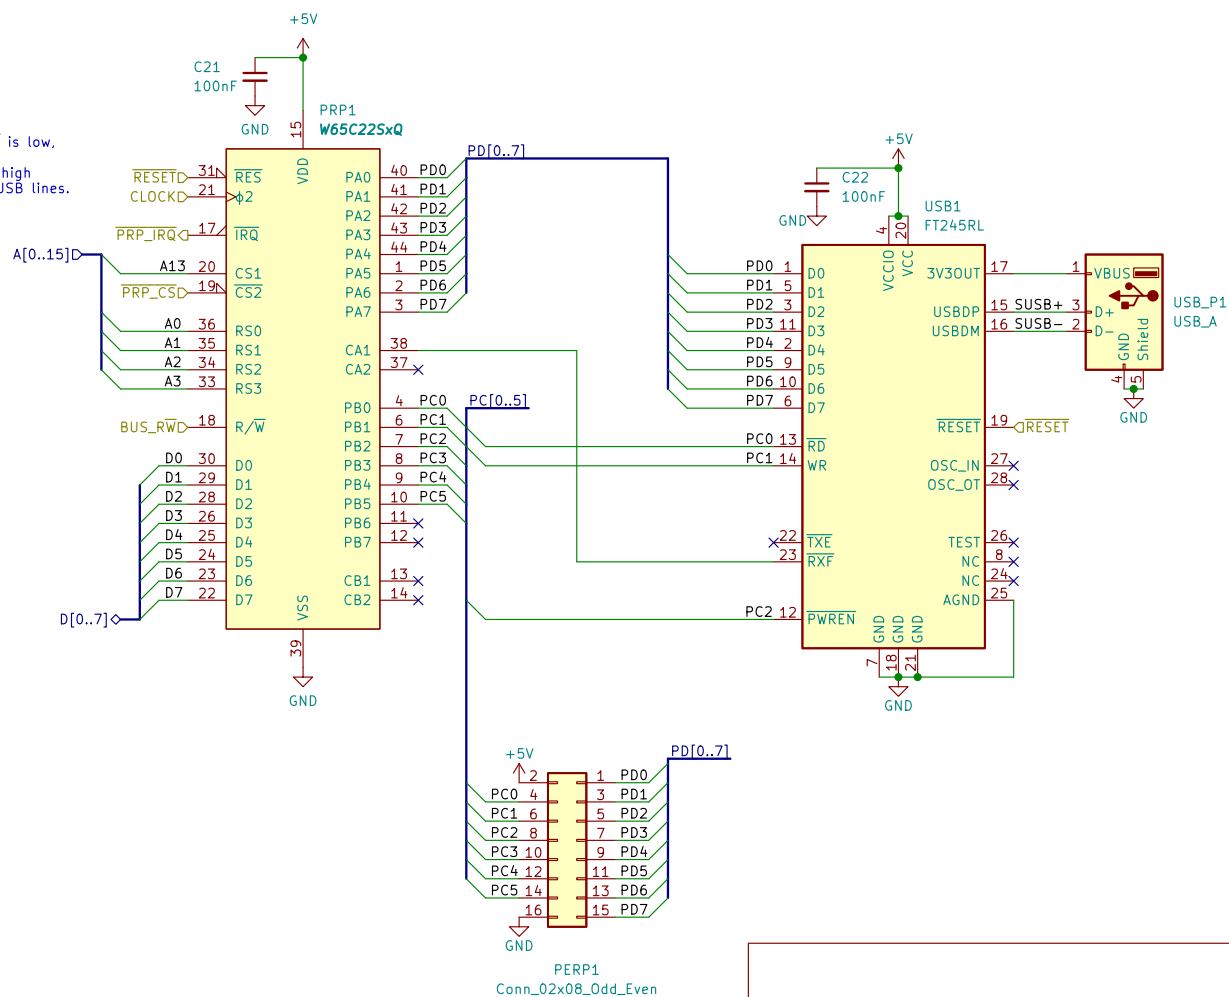 +5V
C21
100nF
GND
PRP1
W65C22SxQ
is low,
high
USB lines.
RESET
CLOCK
PRP_IRQ
A[0..15]
A13
PRP_CS
A0
A1
A2
A3
BUS_RW
D0
D1
D2
D3
D4
D5
D6
D7
D[0..7]
31 RES
21 ϕ2
17 IRQ
20 CS1
19 CS2
36 RS0
35 RS1
34 RS2
33 RS3
18 R/W
30 D0
29 D1
28 D2
26 D3
25 D4
24 D5
23 D6
22 D7
15
VDD
VSS
39
GND
PA0 40 PD0
PA1 41 PD1
PA2 42 PD2
PA3 43 PD3
PA4 44 PD4
PA5 1 PD5
PA6 2 PD6
PA7 3 PD7
CA1 38
CA2 37
PB0 4 PC0
PB1 6 PC1
PB2 7 PC2
PB3 8 PC3
PB4 9 PC4
PB5 10 PC5
PB6 11
PB7 12
CB1 13
CB2 14
PD[0..7]
PC[0..5]
+5V
C22
100nF
GND
USB1
FT245RL
4
VCCIO
20
VCC
PD0 1 D0
PD1 5 D1
PD2 3 D2
PD3 11 D3
PD4 2 D4
PD5 9 D5
PD6 10 D6
PD7 6 D7
PC0 13 RD
PC1 14 WR
22 TXE
23 RXF
PC2 12 PWREN
3V3OUT 17
USBDP 15 SUSB+
USBDM 16 SUSB-
RESET 19 RESET
OSC_IN 27
OSC_OT 28
TEST 26
NC 8
NC 24
AGND 25
GND
GND
GND
7
18
21
GND
1 VBUS
3 D+
2 D-
GND
Shield
4
5
GND
USB_P1
USB_A
+5V
PD[0..7]
2 1 PD0
PC0 4 3 PD1
PC1 6 5 PD2
PC2 8 7 PD3
PC3 10 9 PD4
PC4 12 11 PD5
PC5 14 13 PD6
16 15 PD7
GND
PERP1
Conn_02x08_Odd_Even